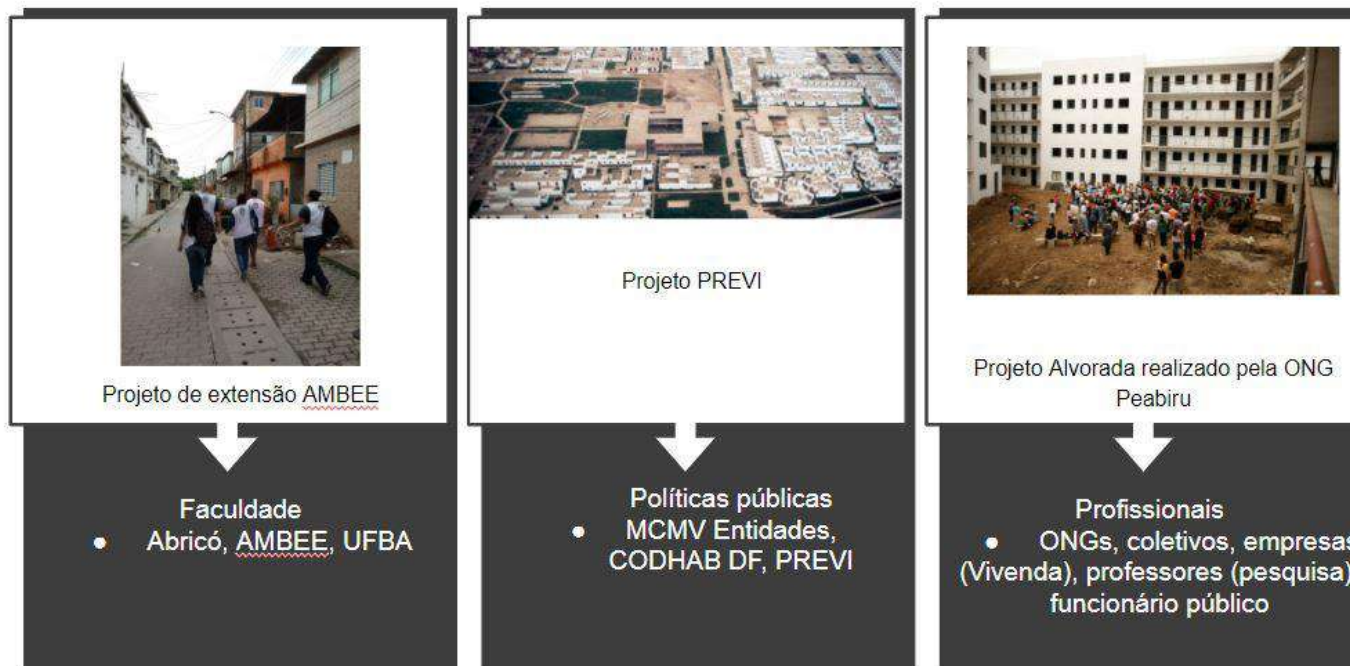 Projeto de extensão AMBEE
Faculdade
● Abricó, AMBEE, UFBA
Projeto PREVI
Políticas públicas
● MCMV Entidades,
CODHAB DF, PREVI
Projeto Alvorada realizado pela ONG
Peabiru
Profissionais
● ONGs, coletivos, empresas
(Vivenda), professores (pesquisa)
funcionário público